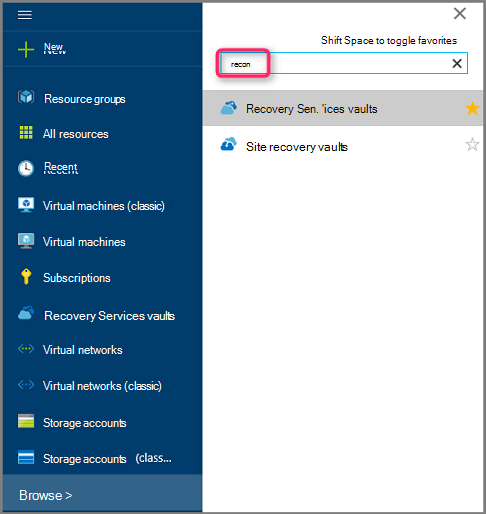 New
Resource groups
All resources
Recent
Virtual machines (classic)
Virtual machines
Subscriptions
Recovery Services vaults
Virtual networks
Virtual networks (classic)
Storage accounts
Storage accounts (class...
Browse >
Shift Space to toggle favorites
recon
Recovery Sen. 'ices vaults
Site recovery vaults